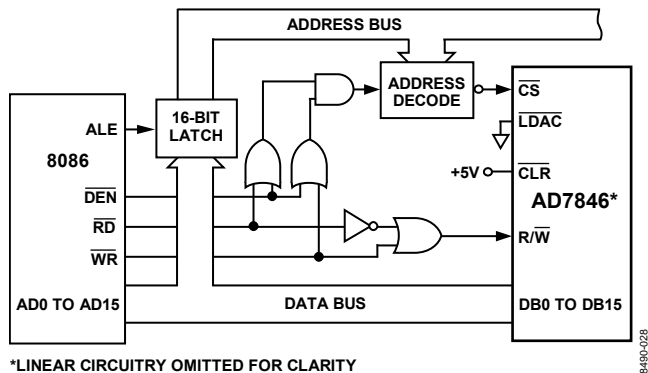 ADDRESS BUS
ADDRESS
DECODE
16-BIT
LATCH
ALE
8086
DEN
RD
WR
AD0 TO AD15
DATA BUS
CS
LDAC
+5V
CLR
AD7846*
R/W
DB0 TO DB15
*LINEAR CIRCUITRY OMITTED FOR CLARITY
8490-028